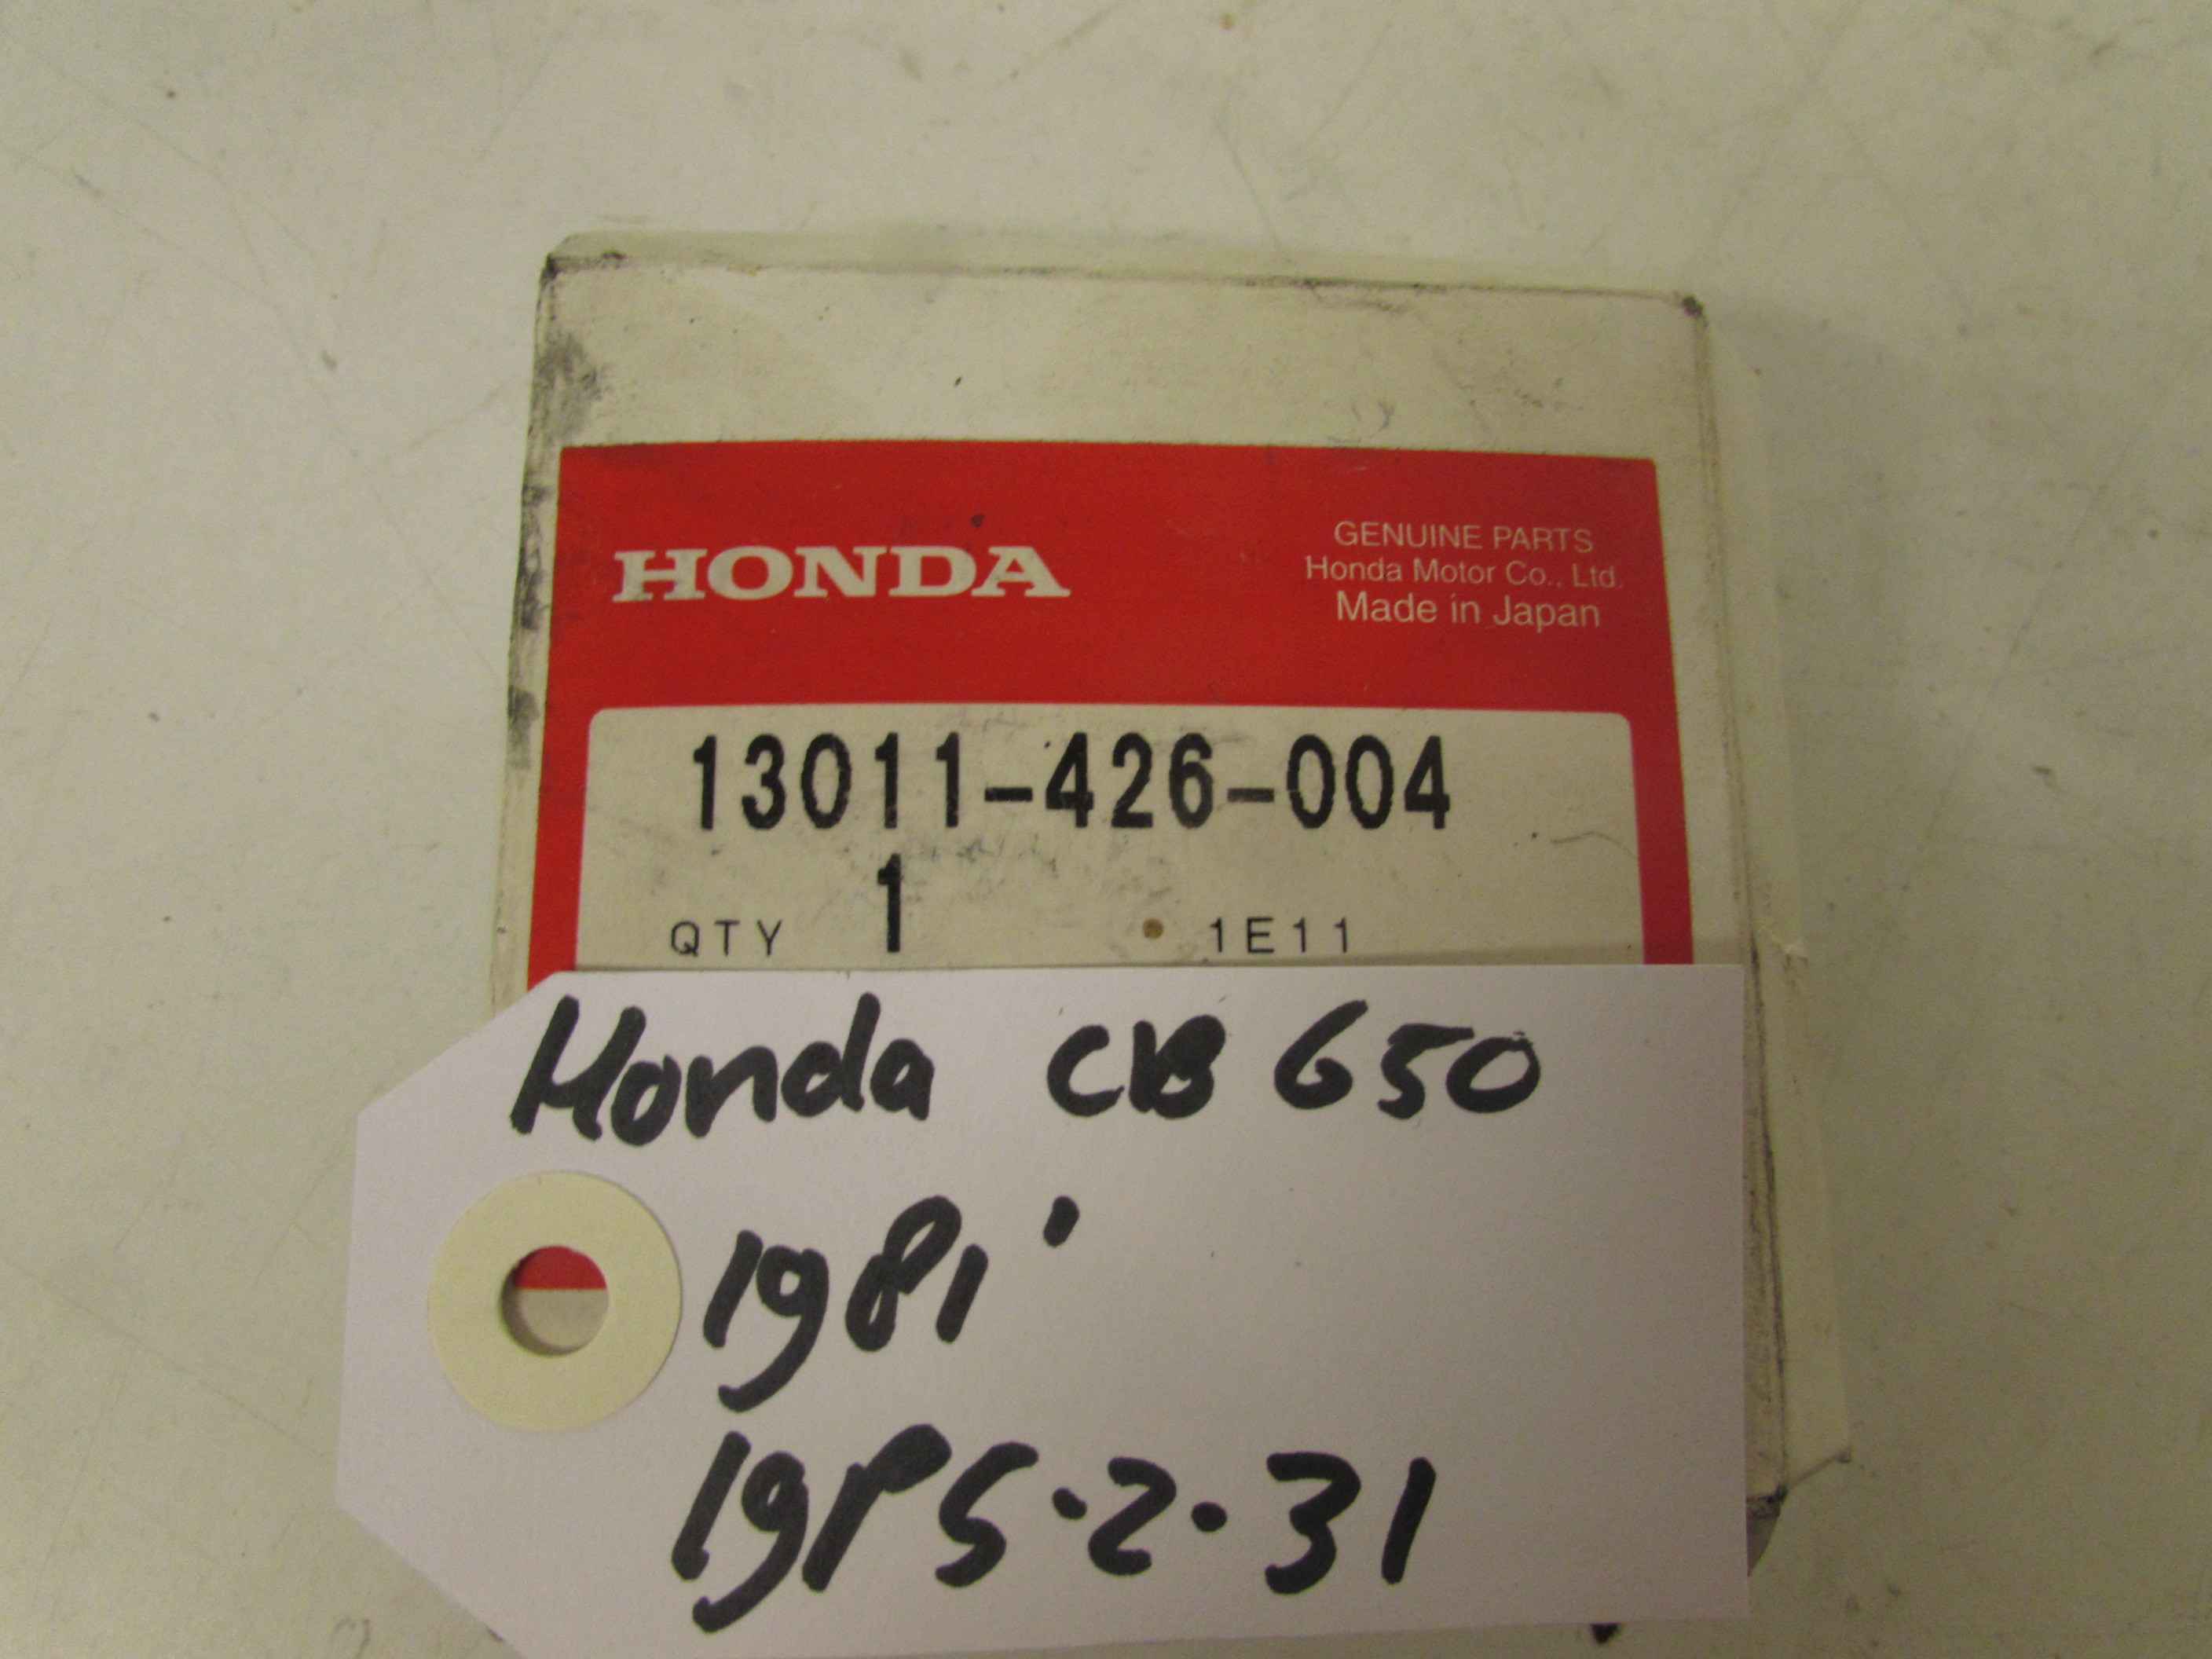 HONDA
GENUINE PARTS
Honda Motor Co., Ltd.
Made in Japan
13011-426-004
QTY 1 1E11
Honda CB 650
1981'
19PS.2.31